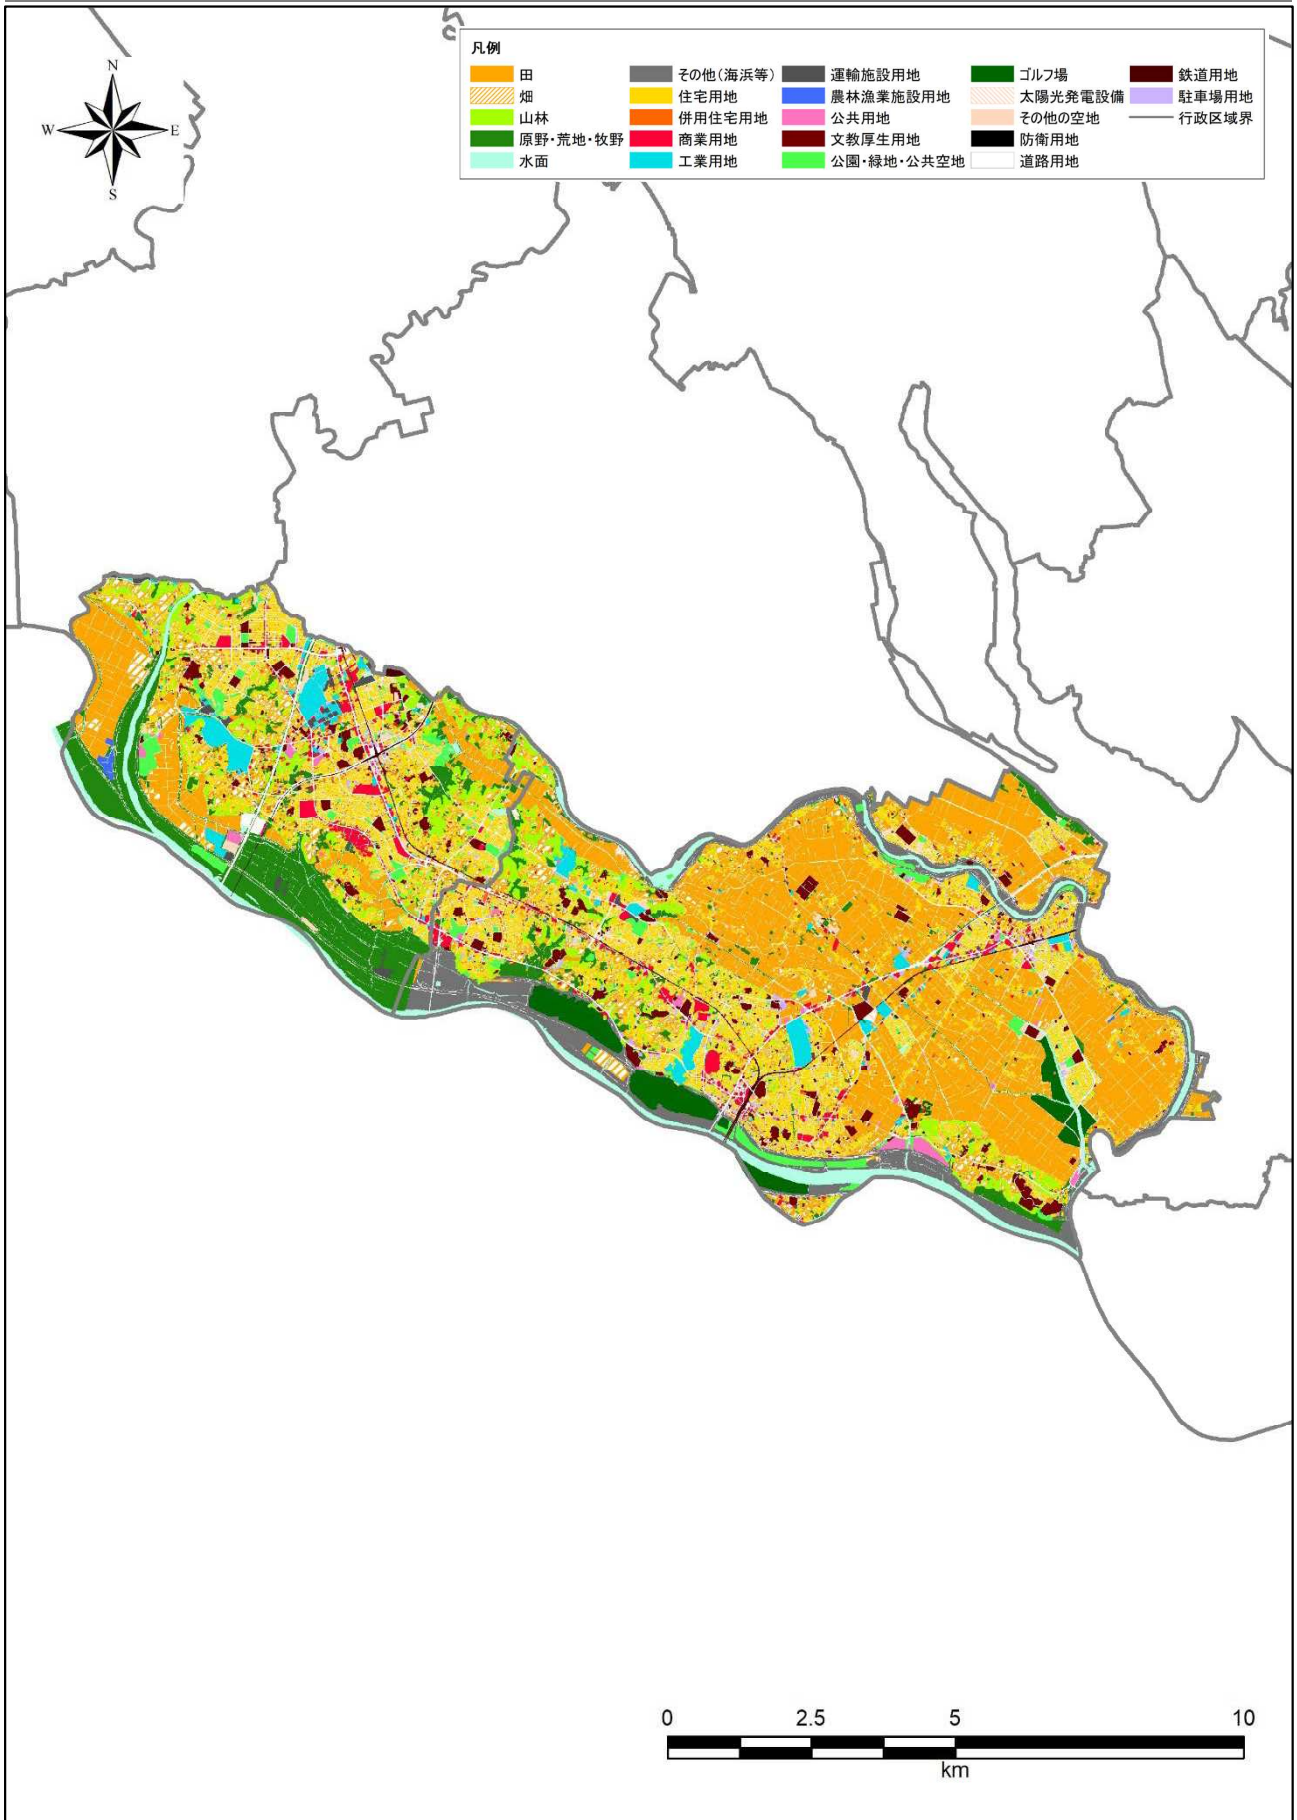 凡例
N
W E
S
田
畑
山林
原野・荒地・牧野
水面
その他(海浜等)
住宅用地
併用住宅用地
商業用地
工業用地
運輸施設用地
農林漁業施設用地
公共用地
文教厚生用地
公園・緑地・公共空地
ゴルフ場
太陽光発電設備
その他の空地
防衛用地
道路用地
鉄道用地
駐車場用地
行政区域界
0 2.5 5 10
km